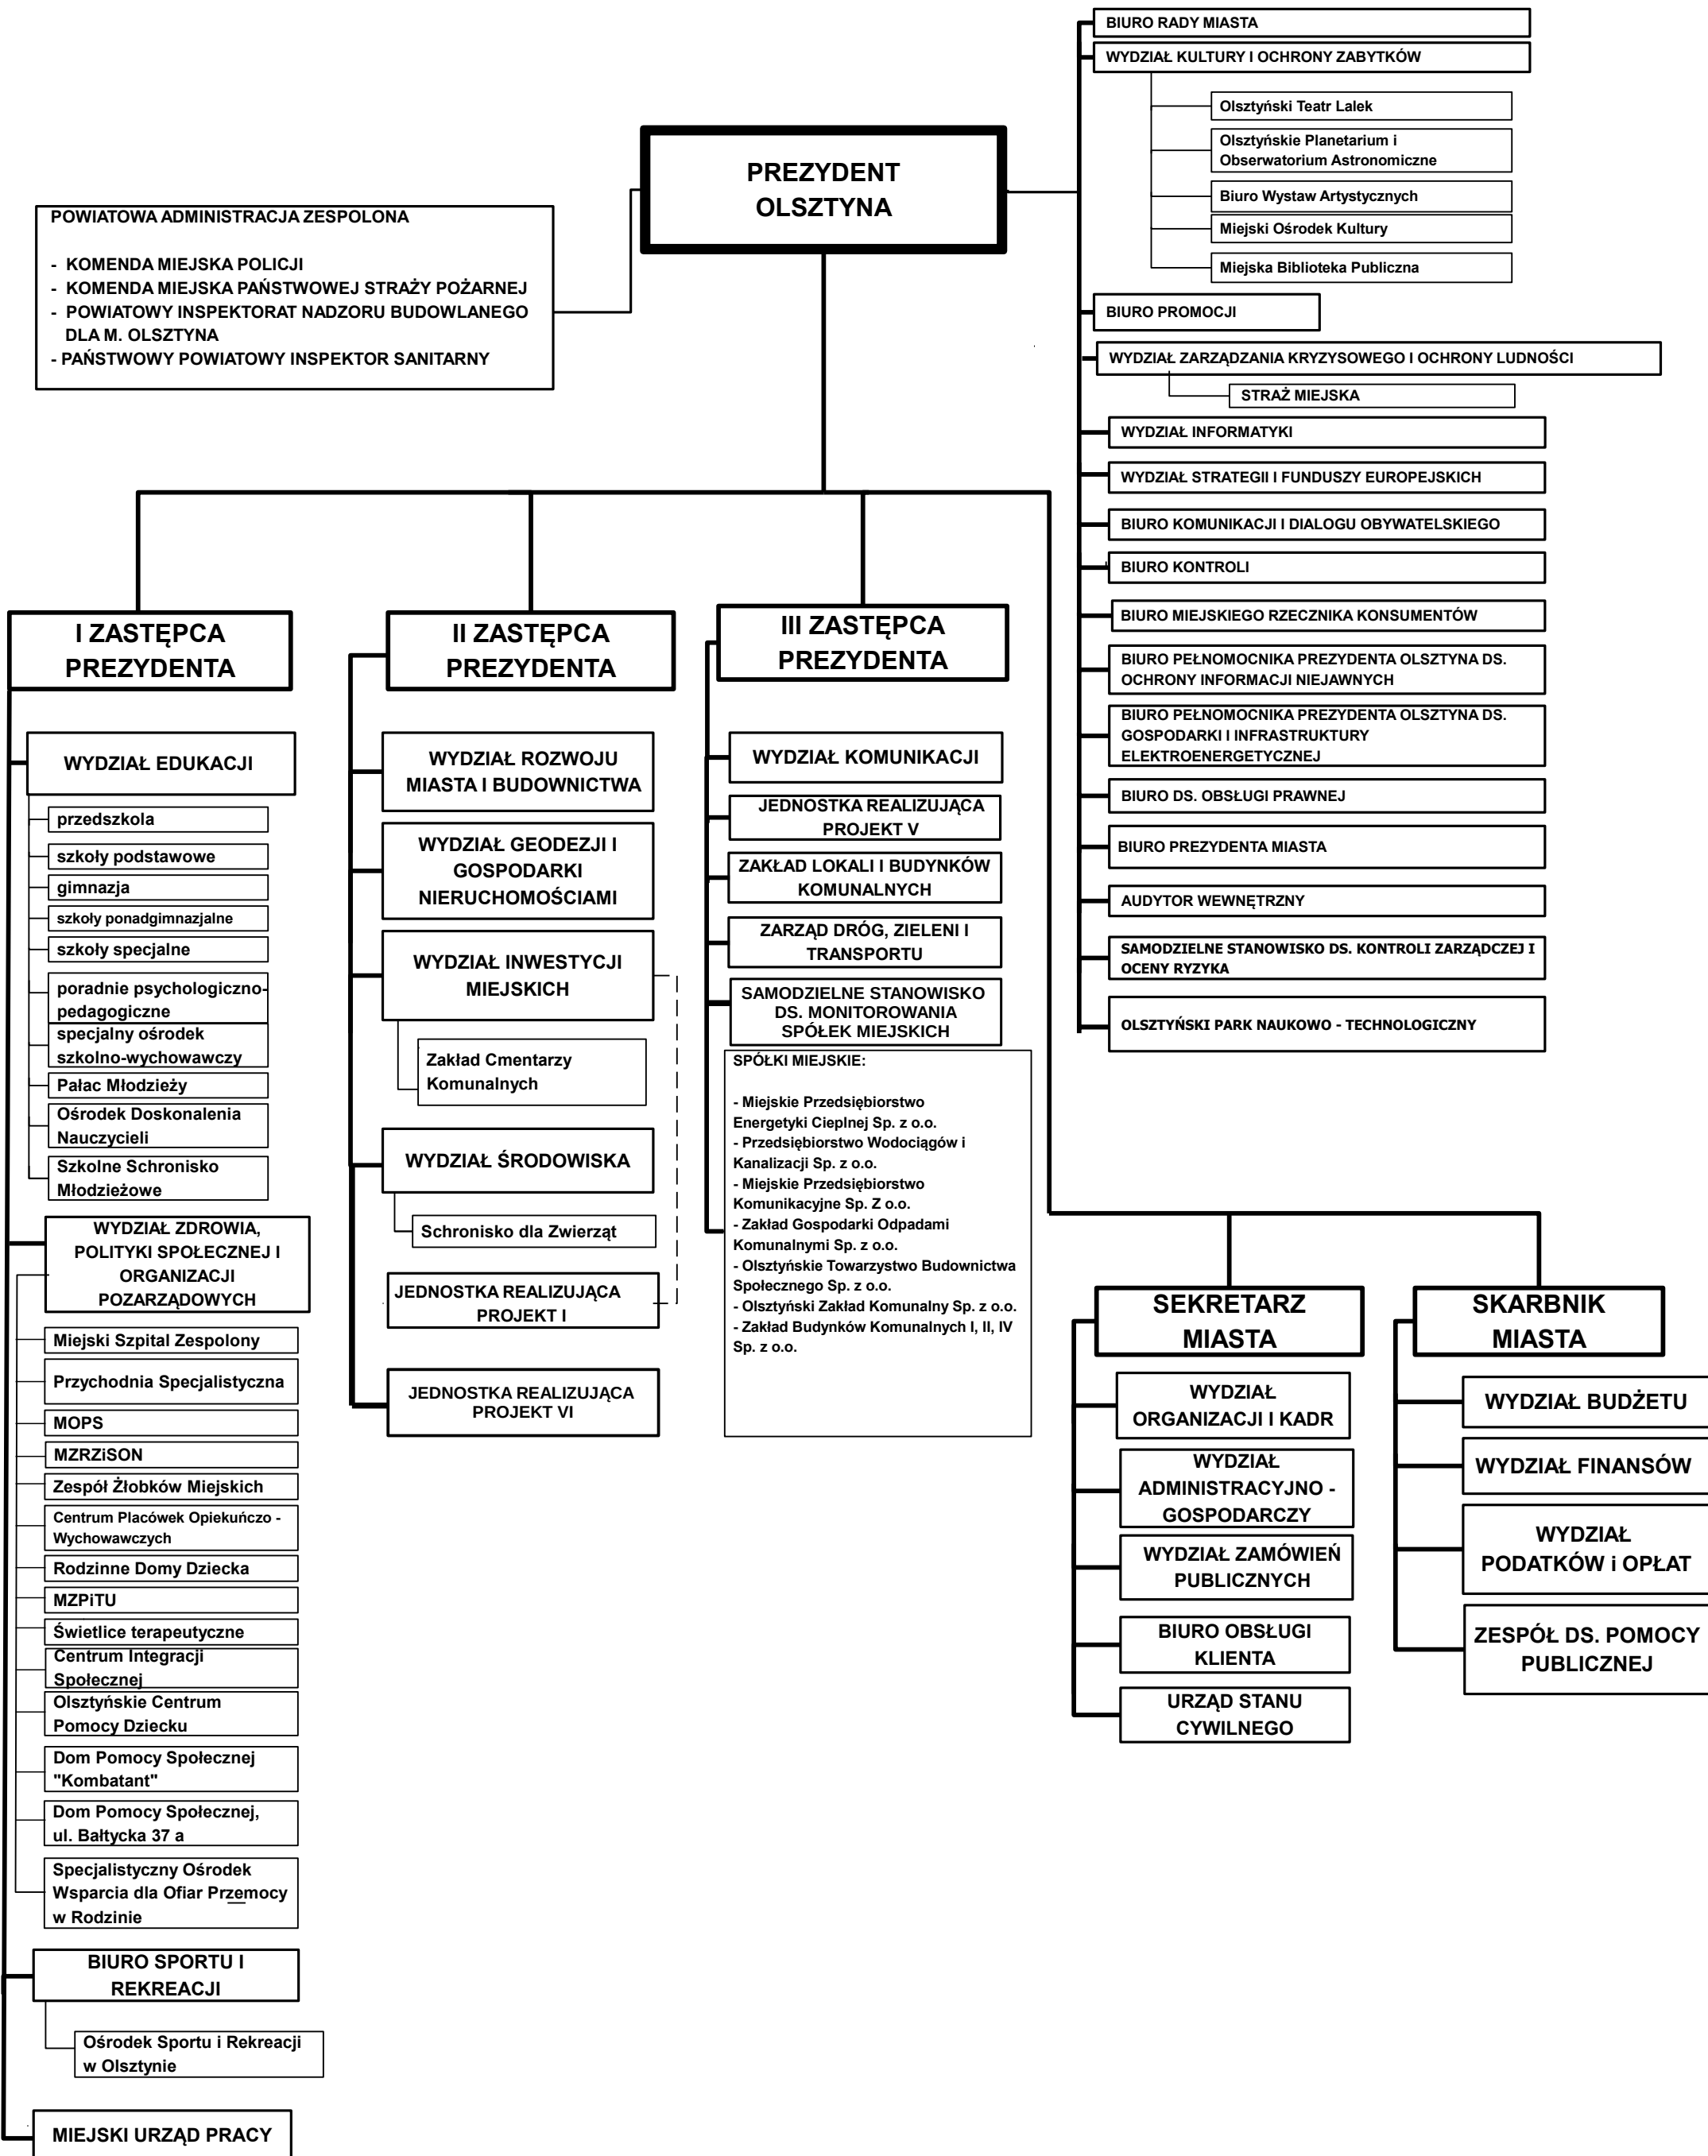 PREZYDENT
OLSZTYNA
POWIATOWA ADMINISTRACJA ZESPOLONA
- KOMENDA MIEJSKA POLICJI
- KOMENDA MIEJSKA PAŃSTWOWEJ STRAŻY POŻARNEJ
- POWIATOWY INSPEKTORAT NADZORU BUDOWLANEGO
DLA M. OLSZTYNA
- PAŃSTWOWY POWIATOWY INSPEKTOR SANITARNY
BIURO RADY MIASTA
WYDZIAŁ KULTURY I OCHRONY ZABYTKÓW
Olsztyński Teatr Lalek
Olsztyńskie Planetarium i
Obserwatorium Astronomiczne
Biuro Wystaw Artystycznych
Miejski Ośrodek Kultury
Miejska Biblioteka Publiczna
BIURO PROMOCJI
WYDZIAŁ ZARZĄDZANIA KRYZYSOWEGO I OCHRONY LUDNOŚCI
STRAŻ MIEJSKA
WYDZIAŁ INFORMATYKI
WYDZIAŁ STRATEGII I FUNDUSZY EUROPEJSKICH
BIURO KOMUNIKACJI I DIALOGU OBYWATELSKIEGO
BIURO KONTROLI
BIURO MIEJSKIEGO RZECZNIKA KONSUMENTÓW
BIURO PEŁNOMOCNIKA PREZYDENTA OLSZTYNA DS.
OCHRONY INFORMACJI NIEJAWNYCH
BIURO PEŁNOMOCNIKA PREZYDENTA OLSZTYNA DS.
GOSPODARKI I INFRASTRUKTURY
ELEKTROENERGETYCZNEJ
BIURO DS. OBSŁUGI PRAWNEJ
BIURO PREZYDENTA MIASTA
AUDYTOR WEWNĘTRZNY
SAMODZIELNE STANOWISKO DS. KONTROLI ZARZĄDCZEJ I
OCENY RYZYKA
OLSZTYŃSKI PARK NAUKOWO - TECHNOLOGICZNY
I ZASTĘPCA
PREZYDENTA
WYDZIAŁ EDUKACJI
przedszkola
szkoły podstawowe
gimnazja
szkoły ponadgimnazjalne
szkoły specjalne
poradnie psychologiczno-
pedagogiczne
specjalny ośrodek
szkolno-wychowawczy
Pałac Młodzieży
Ośrodek Doskonalenia
Nauczycieli
Szkolne Schronisko
Młodzieżowe
WYDZIAŁ ZDROWIA,
POLITYKI SPOŁECZNEJ I
ORGANIZACJI
POZARZĄDOWYCH
Miejski Szpital Zespolony
Przychodnia Specjalistyczna
MOPS
MZRZiSON
Zespół Żłobków Miejskich
Centrum Placówek Opiekuńczo -
Wychowawczych
Rodzinne Domy Dziecka
MZPiTU
Świetlice terapeutyczne
Centrum Integracji
Społecznej
Olsztyńskie Centrum
Pomocy Dziecku
Dom Pomocy Społecznej
"Kombatant"
Dom Pomocy Społecznej,
ul. Bałtycka 37 a
Specjalistyczny Ośrodek
Wsparcia dla Ofiar Przemocy
w Rodzinie
BIURO SPORTU I
REKREACJI
Ośrodek Sportu i Rekreacji
w Olsztynie
MIEJSKI URZĄD PRACY
II ZASTĘPCA
PREZYDENTA
WYDZIAŁ ROZWOJU
MIASTA I BUDOWNICTWA
WYDZIAŁ GEODEZJI I
GOSPODARKI
NIERUCHOMOŚCIAMI
WYDZIAŁ INWESTYCJI
MIEJSKICH
Zakład Cmentarzy
Komunalnych
WYDZIAŁ ŚRODOWISKA
Schronisko dla Zwierząt
JEDNOSTKA REALIZUJĄCA
PROJEKT I
JEDNOSTKA REALIZUJĄCA
PROJEKT VI
III ZASTĘPCA
PREZYDENTA
WYDZIAŁ KOMUNIKACJI
JEDNOSTKA REALIZUJĄCA
PROJEKT V
ZAKŁAD LOKALI I BUDYNKÓW
KOMUNALNYCH
ZARZĄD DRÓG, ZIELENI I
TRANSPORTU
SAMODZIELNE STANOWISKO
DS. MONITOROWANIA
SPÓŁEK MIEJSKICH
SPÓŁKI MIEJSKIE:
- Miejskie Przedsiębiorstwo
Energetyki Cieplnej Sp. z o.o.
- Przedsiębiorstwo Wodociągów i
Kanalizacji Sp. z o.o.
- Miejskie Przedsiębiorstwo
Komunikacyjne Sp. Z o.o.
- Zakład Gospodarki Odpadami
Komunalnymi Sp. z o.o.
- Olsztyńskie Towarzystwo Budownictwa
Społecznego Sp. z o.o.
- Olsztyński Zakład Komunalny Sp. z o.o.
- Zakład Budynków Komunalnych I, II, IV
Sp. z o.o.
SEKRETARZ
MIASTA
WYDZIAŁ
ORGANIZACJI I KADR
WYDZIAŁ
ADMINISTRACYJNO -
GOSPODARCZY
WYDZIAŁ ZAMÓWIEŃ
PUBLICZNYCH
BIURO OBSŁUGI
KLIENTA
URZĄD STANU
CYWILNEGO
SKARBNIK
MIASTA
WYDZIAŁ BUDŻETU
WYDZIAŁ FINANSÓW
WYDZIAŁ
PODATKÓW i OPŁAT
ZESPÓŁ DS. POMOCY
PUBLICZNEJ